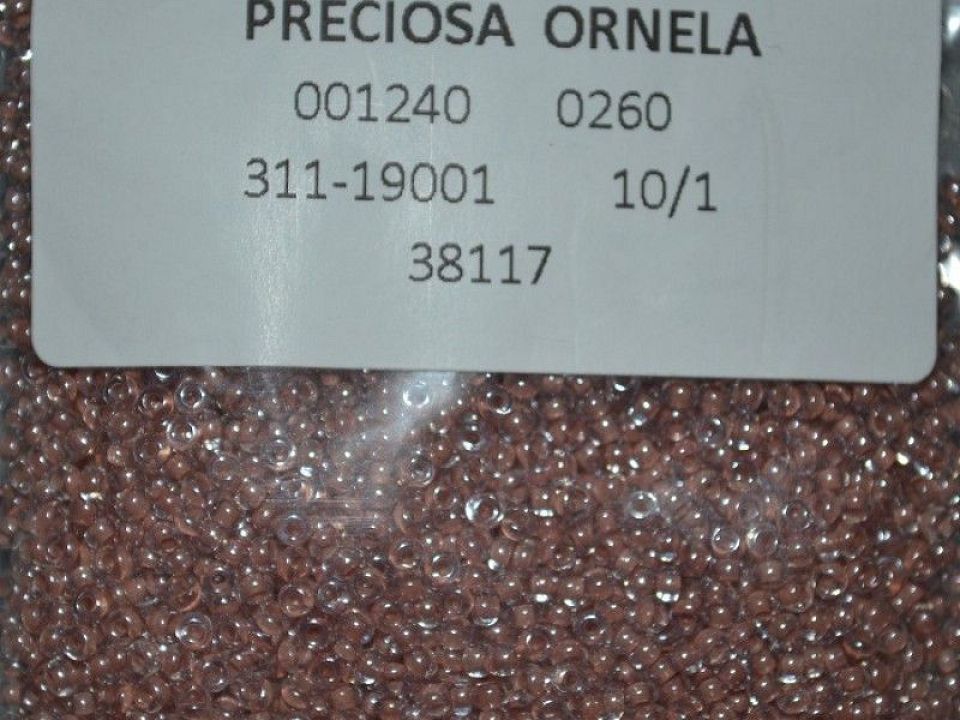 PRECIOSA ORNELA
001240 0260
311-19001 10/1
38117